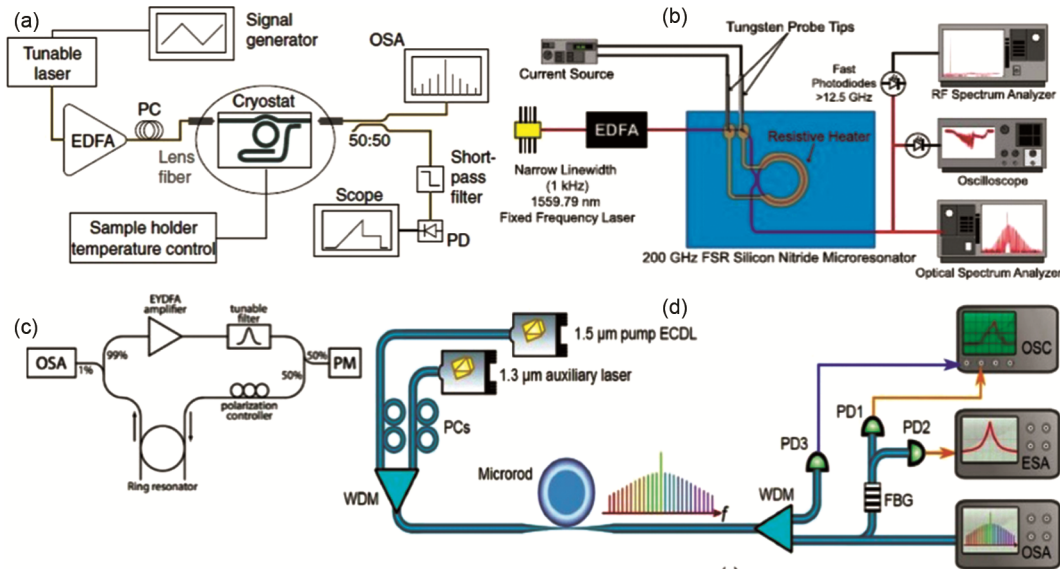 (a)
Signal
generator
Tunable
laser
OSA
EDFA
PC
Cryostat
Lens
fiber
50:50
Short-
pass
filter
Scope
PD
Sample holder
temperature control
(b)
Tungsten Probe Tips
Current Source
Fast
Photodiodes
>12.5 GHz
RF Spectrum Analyzer
EDFA
Resistive Heater
Narrow Linewidth
(1 kHz)
1559.79 nm
Fixed Frequency Laser
Oscilloscope
200 GHz FSR Silicon Nitride Microresonator
Optical Spectrum Analyzer
(c)
EYDFA
amplifier
tunable
filter
OSA
1%
99%
50%
50%
PM
polarization
controller
Ring resonator
(d)
1.5 μm pump ECDL
1.3 μm auxiliary laser
PCs
WDM
Microrod
f
WDM
PD3
PD1
PD2
FBG
OSC
ESA
OSA